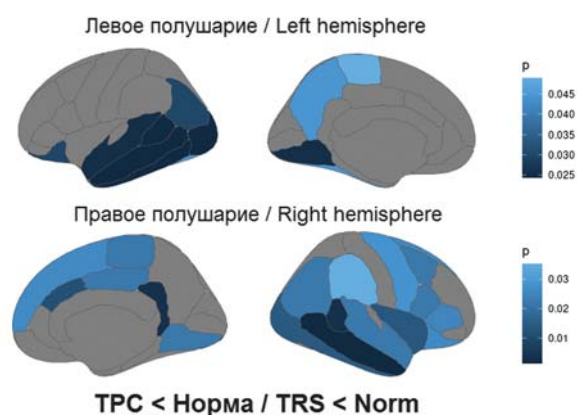 Левое полушарие / Left hemisphere
p
0.045
0.040
0.035
0.030
0.025
Правое полушарие / Right hemisphere
p
0.03
0.02
0.01
ТРС < Норма / TRS < Norm